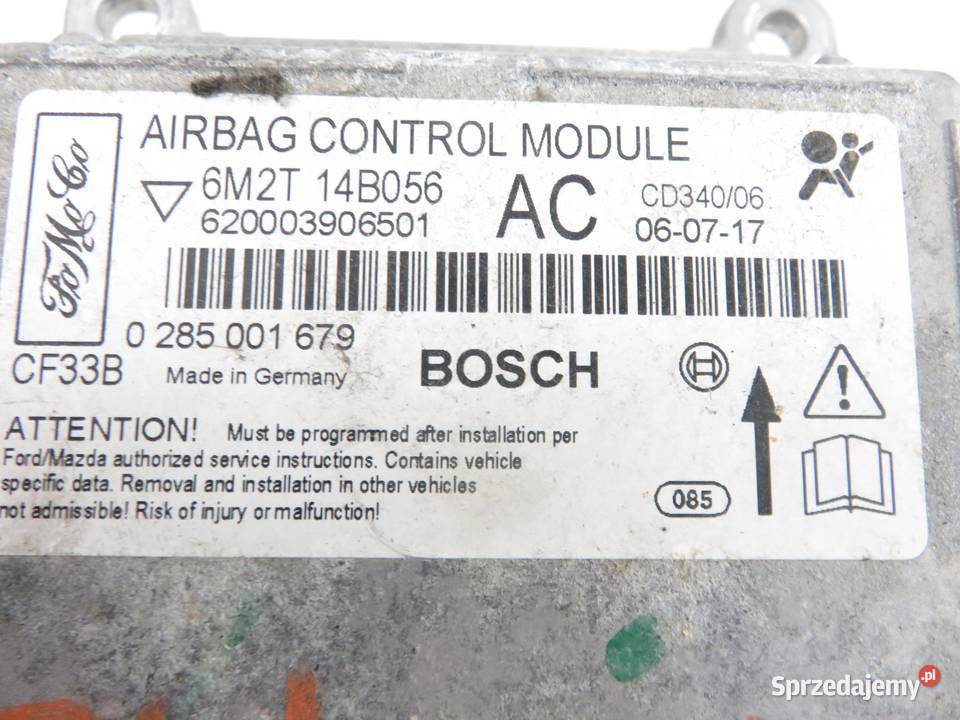 FoMoCo
AIRBAG CONTROL MODULE
6M2T 14B056
620003906501
AC
CD340/06
06-07-17
0 285 001 679
CF33B
Made in Germany
BOSCH
ATTENTION! Must be programmed after installation per
Ford/Mazda authorized service instructions. Contains vehicle
specific data. Removal and installation in other vehicles
not admissible! Risk of injury or malfunction!
085
Sprzedajemy.pl